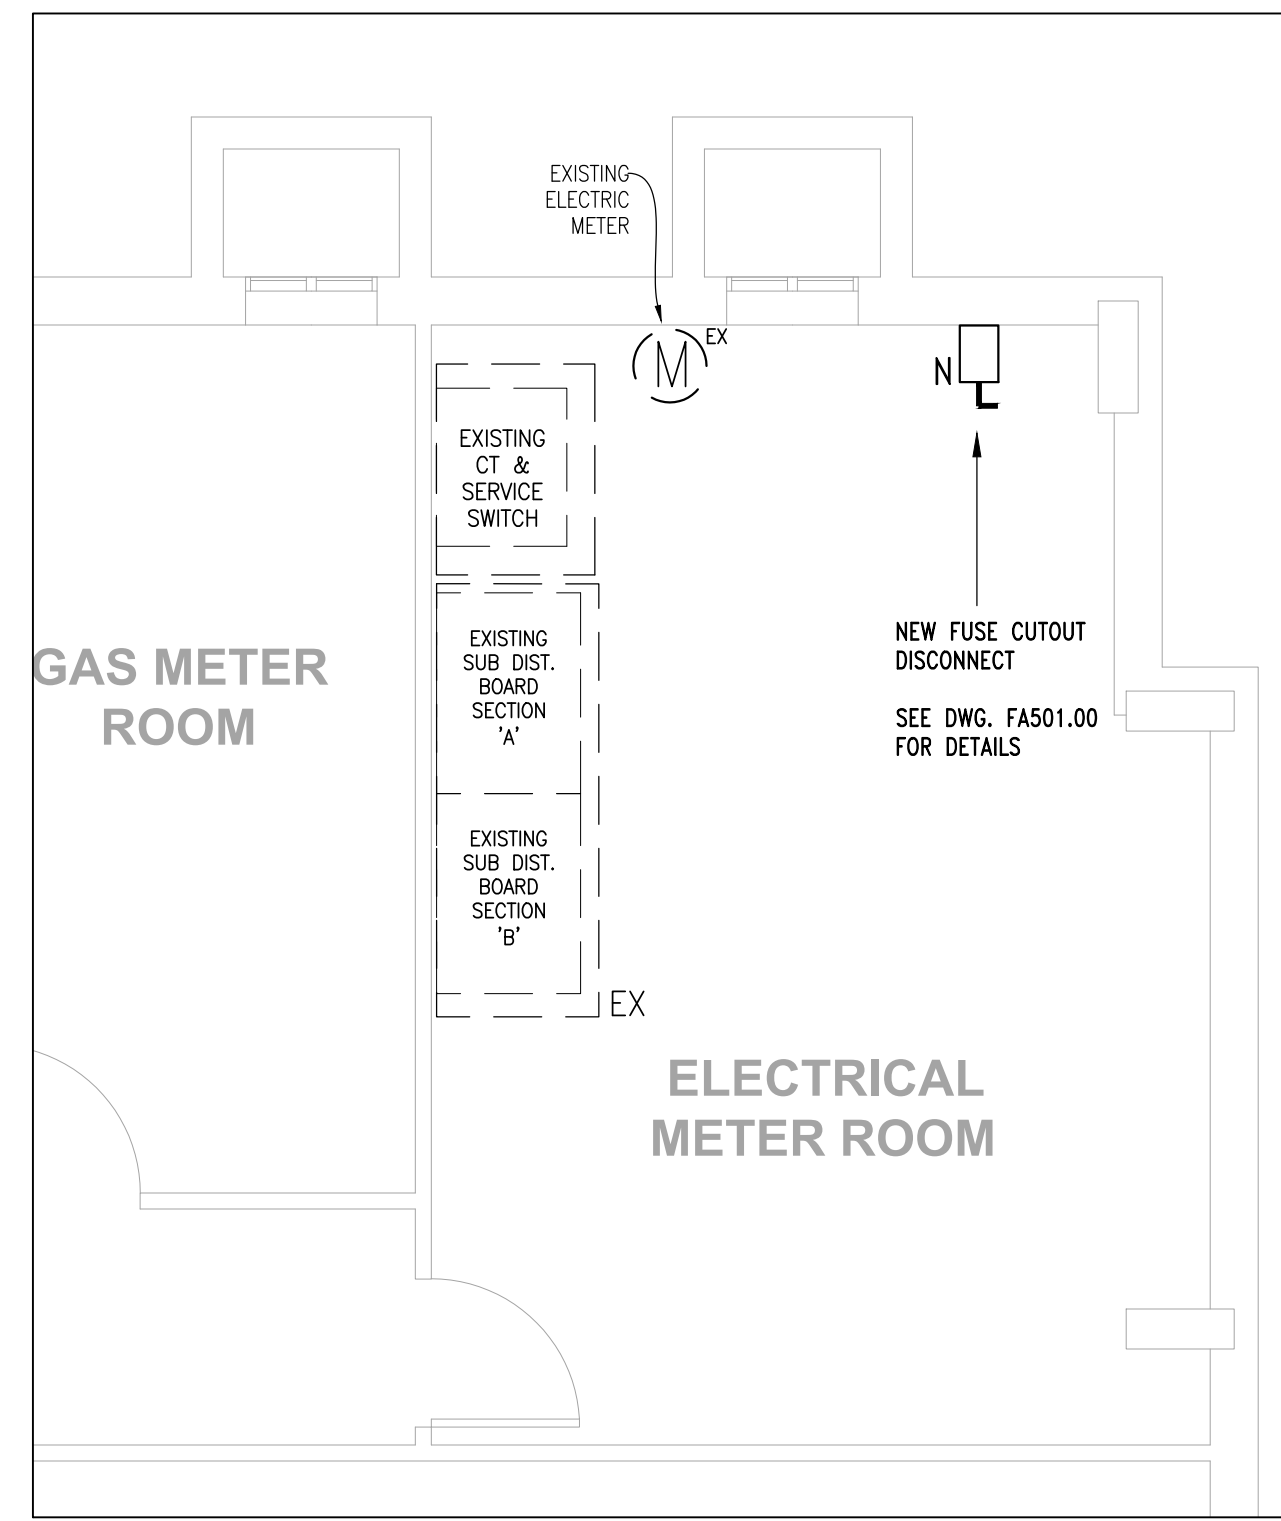 EXISTING
ELECTRIC
METER
EX
M
N
EXISTING
CT &
SERVICE
SWITCH
NEW FUSE CUTOUT
DISCONNECT
SEE DWG. FA501.00
FOR DETAILS
GAS METER
ROOM
EXISTING
SUB DIST.
BOARD
SECTION
'A'
EXISTING
SUB DIST.
BOARD
SECTION
'B'
EX
ELECTRICAL
METER ROOM